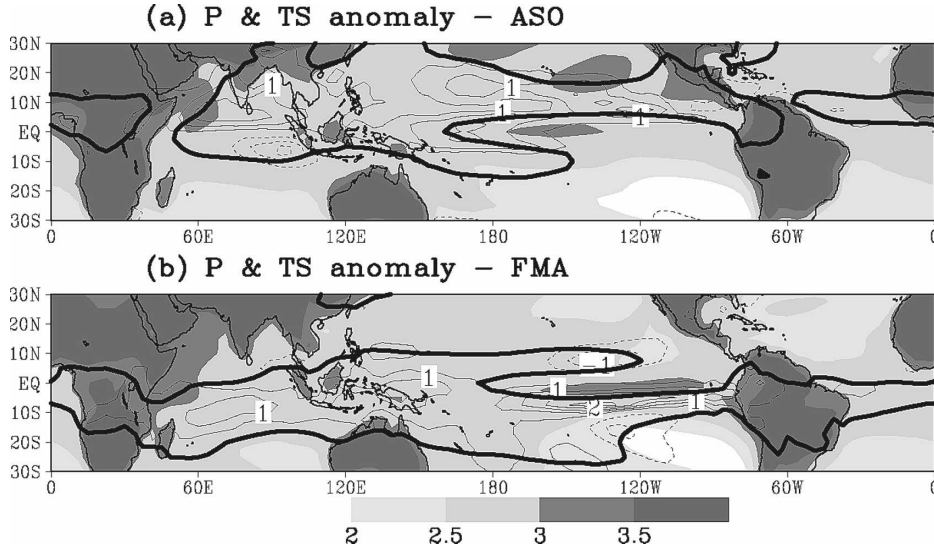 (a) P & TS anomaly − ASO
30N
20N
10N
EQ
10S
20S
30S
1
1
1
1
0 60E 120E 180 120W 60W 0
(b) P & TS anomaly − FMA
30N
20N
10N
EQ
10S
20S
30S
−1
1
1
1
1
2
0 60E 120E 180 120W 60W 0
2 2.5 3 3.5